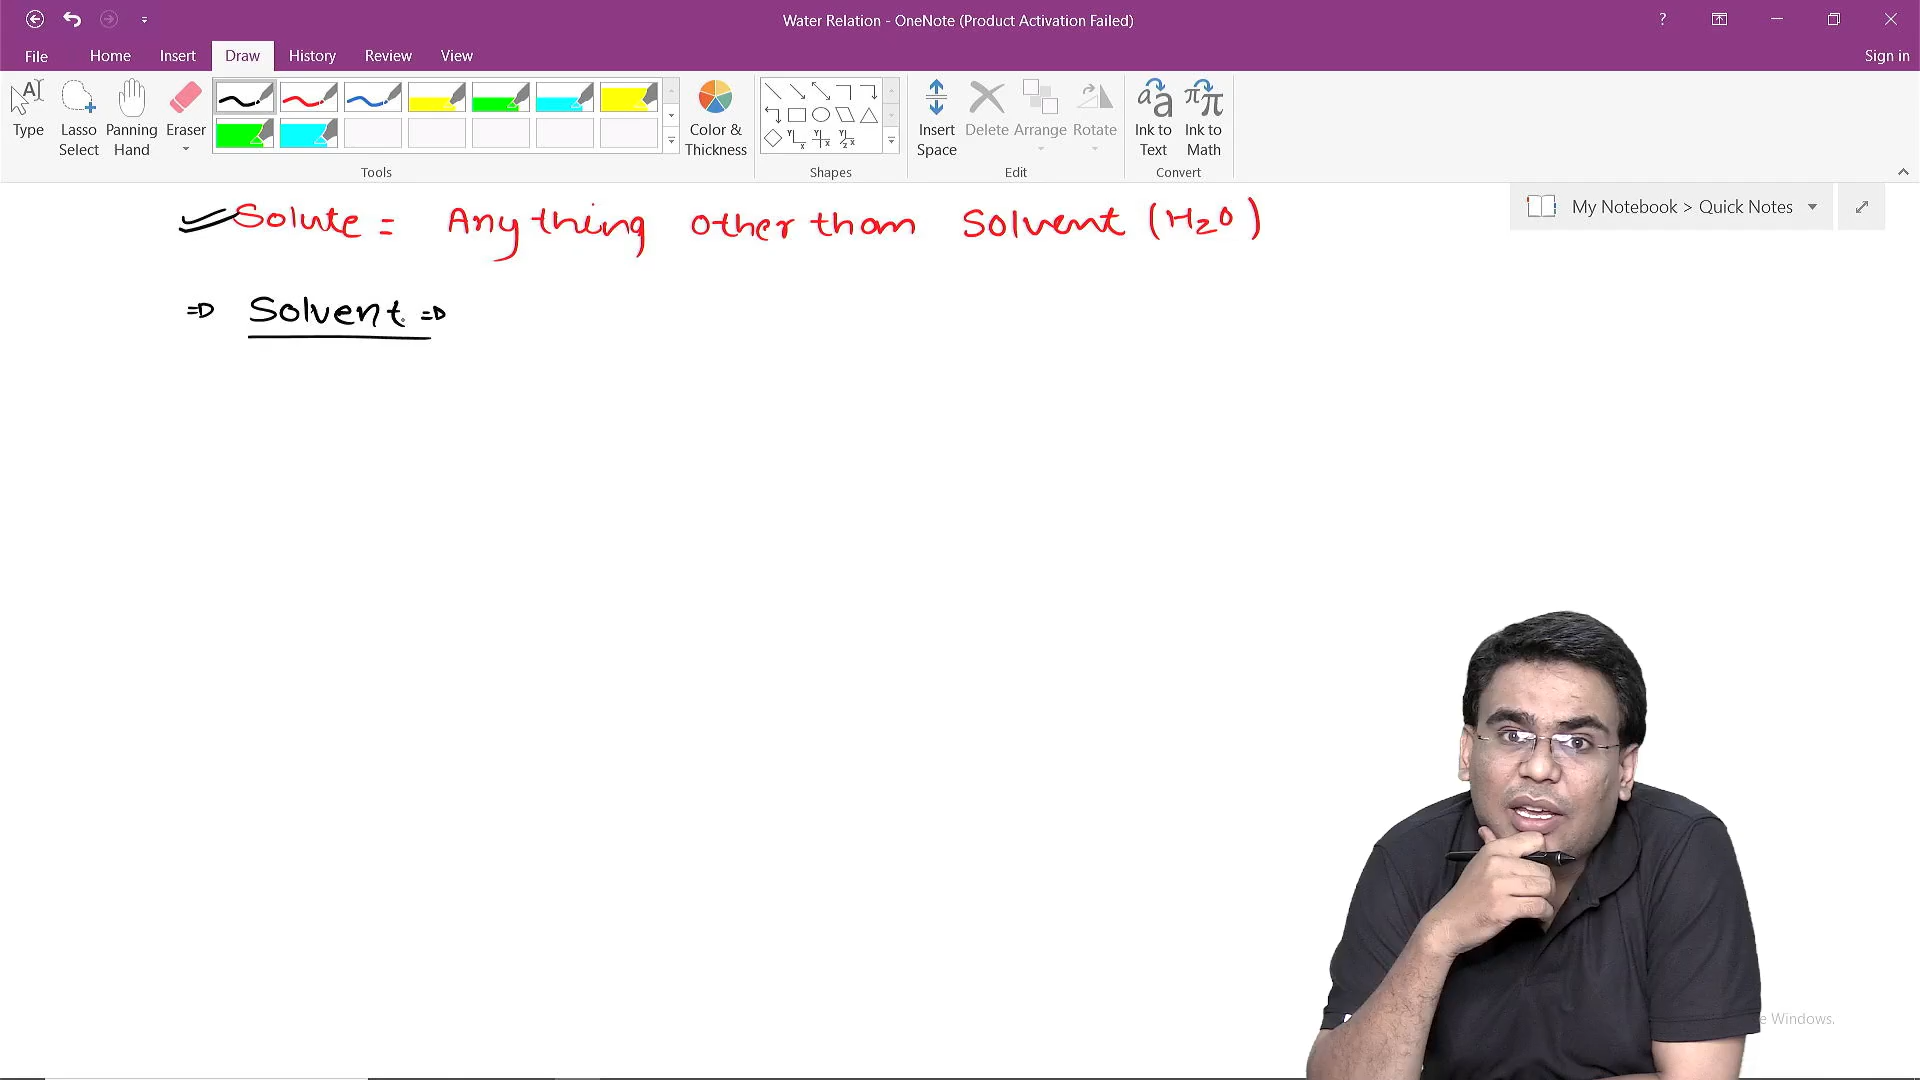 Water Relation - OneNote (Product Activation Failed)
?
File Home Insert Draw History Review View Sign in
Type Lasso Select Panning Hand Eraser Color & Thickness Insert Space Delete Arrange Rotate Ink to Text Ink to Math
Tools Shapes Edit Convert
My Notebook > Quick Notes
Solute = Anything other than Solvent (H2O)
⇒ Solvent ⇒
e Windows.